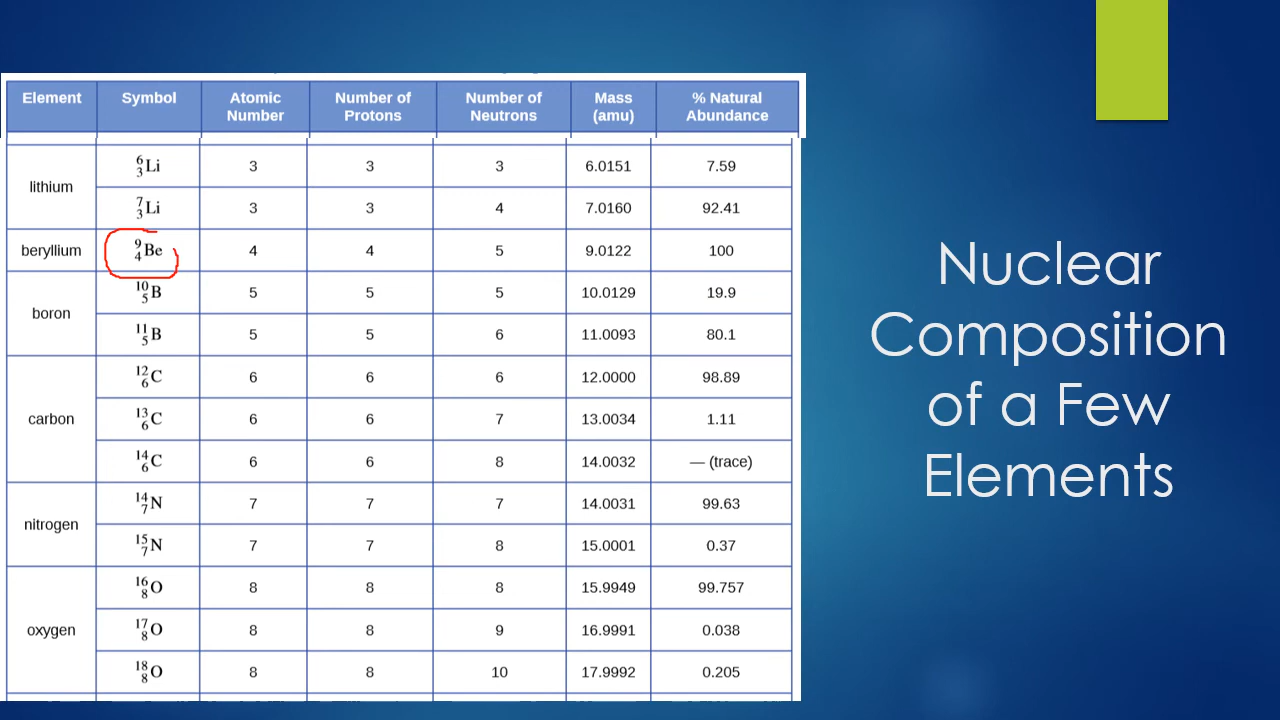 Element Symbol Atomic Number Number of Protons Number of Neutrons Mass (amu) % Natural Abundance
lithium ⁶₃Li 3 3 3 6.0151 7.59
⁷₃Li 3 3 4 7.0160 92.41
beryllium ⁹₄Be 4 4 5 9.0122 100
boron ¹⁰₅B 5 5 5 10.0129 19.9
¹¹₅B 5 5 6 11.0093 80.1
carbon ¹²₆C 6 6 6 12.0000 98.89
¹³₆C 6 6 7 13.0034 1.11
¹⁴₆C 6 6 8 14.0032 — (trace)
nitrogen ¹⁴₇N 7 7 7 14.0031 99.63
¹⁵₇N 7 7 8 15.0001 0.37
oxygen ¹⁶₈O 8 8 8 15.9949 99.757
¹⁷₈O 8 8 9 16.9991 0.038
¹⁸₈O 8 8 10 17.9992 0.205
Nuclear
Composition
of a Few
Elements